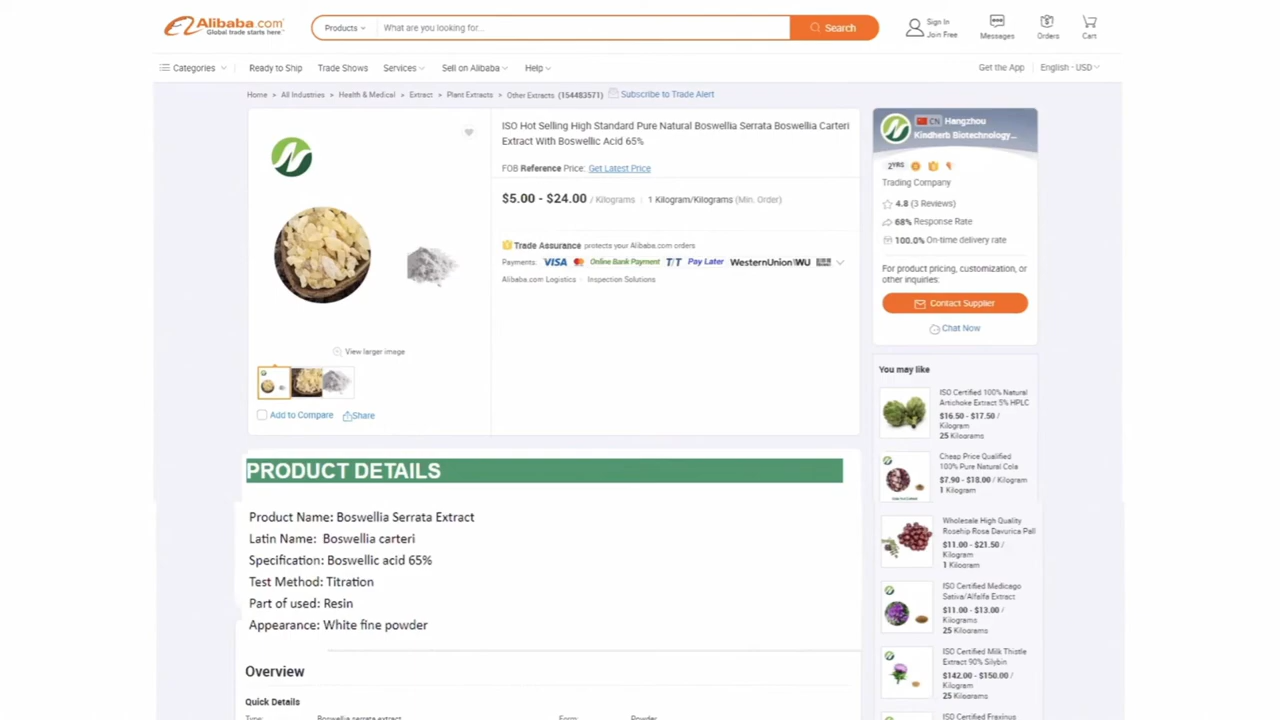 Alibaba.com
Global trade starts here.
Products
What are you looking for...
Search
Sign In
Join Free
Messages
Orders
Cart
Categories
Ready to Ship
Trade Shows
Services
Sell on Alibaba
Help
Get the App
English - USD
Home > All Industries > Health & Medical > Extract > Plant Extracts > Other Extracts (154483571)
Subscribe to Trade Alert
ISO Hot Selling High Standard Pure Natural Boswellia Serrata Boswellia Carteri
Extract With Boswellic Acid 65%
FOB Reference Price: Get Latest Price
$5.00 - $24.00 / Kilograms | 1 Kilogram/Kilograms (Min. Order)
Trade Assurance protects your Alibaba.com orders
Payments: VISA Online Bank Payment T/T Pay Later WesternUnion WU
Alibaba.com Logistics | Inspection Solutions
View larger image
Add to Compare
Share
CN Hangzhou
Kindherb Biotechnology...
2YRS
Trading Company
4.8 (3 Reviews)
68% Response Rate
100.0% On-time delivery rate
For product pricing, customization, or
other inquiries:
Contact Supplier
Chat Now
You may like
ISO Certified 100% Natural
Artichoke Extract 5% HPLC
$16.50 - $17.50 /
Kilogram
25 Kilograms
Cheap Price Qualified
100% Pure Natural Cola
$7.90 - $18.00 / Kilogram
1 Kilogram
Wholesale High Quality
Rosehip Rosa Davurica Pall
$11.00 - $21.50 /
Kilogram
1 Kilogram
ISO Certified Medicago
Sativa/Alfalfa Extract
$11.00 - $13.00 /
Kilograms
25 Kilograms
ISO Certified Milk Thistle
Extract 90% Silybin
$142.00 - $150.00 /
Kilogram
25 Kilograms
ISO Certified Fraxinus
PRODUCT DETAILS
Product Name: Boswellia Serrata Extract
Latin Name: Boswellia carteri
Specification: Boswellic acid 65%
Test Method: Titration
Part of used: Resin
Appearance: White fine powder
Overview
Quick Details
Type: Boswellia serrata extract Form: Powder